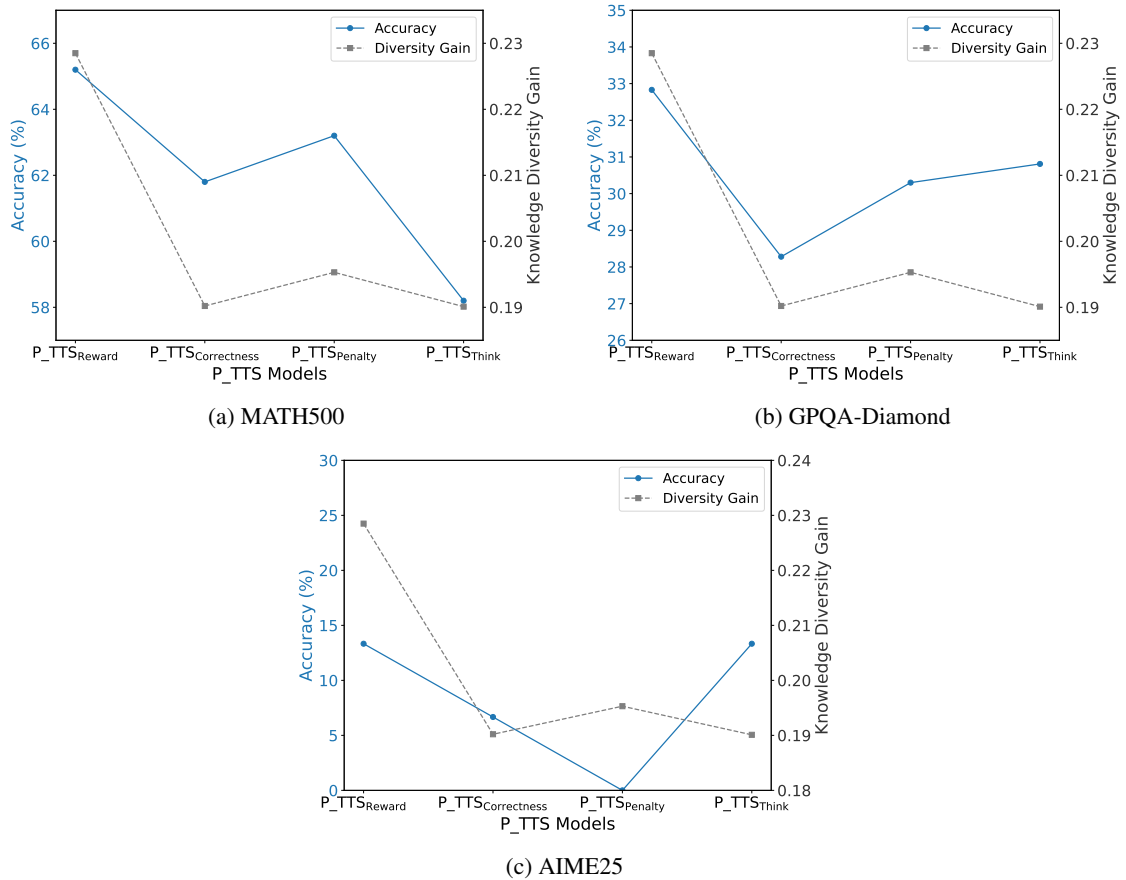 Accuracy
Diversity Gain
66
64
62
60
58
0.23
0.22
0.21
0.20
0.19
Accuracy (%)
Knowledge Diversity Gain
P_TTSReward P_TTSCorrectness P_TTSPenalty P_TTSThink
P_TTS Models
(a) MATH500
Accuracy
Diversity Gain
35
34
33
32
31
30
29
28
27
26
0.23
0.22
0.21
0.20
0.19
Accuracy (%)
Knowledge Diversity Gain
P_TTSReward P_TTSCorrectness P_TTSPenalty P_TTSThink
P_TTS Models
(b) GPQA-Diamond
Accuracy
Diversity Gain
30
25
20
15
10
5
0
0.24
0.23
0.22
0.21
0.20
0.19
0.18
Accuracy (%)
Knowledge Diversity Gain
P_TTSReward P_TTSCorrectness P_TTSPenalty P_TTSThink
P_TTS Models
(c) AIME25